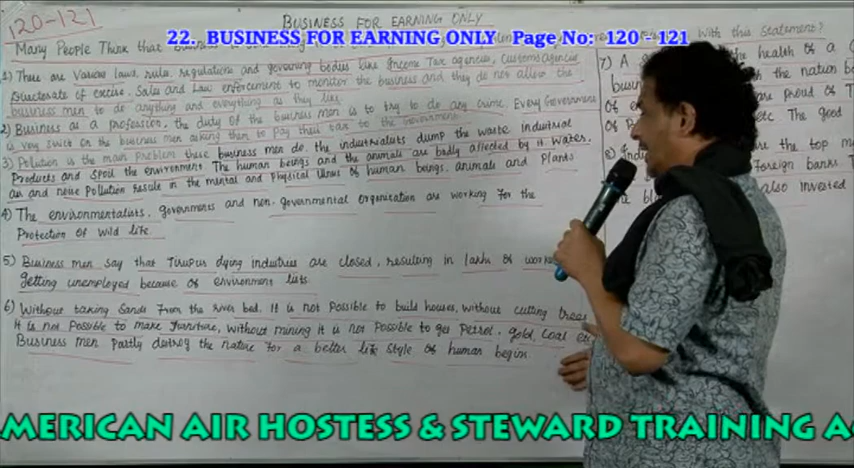 120-121
BUSINESS FOR EARNING ONLY
22. BUSINESS FOR EARNING ONLY Page No: 120 - 121
Many People Think that with this statement?
1) There are various laws, rules, regulations and governing bodies like Income Tax agencies, Customs agencies
Directorate of excise, Sales and Law enforcement to monitor the business and they do not allow the
business men to do anything and everything as they like
2) Business as a profession, the duty of the business men is to try to do any crime. Every Government
is very swift on the business men asking them to pay their tax to the Government.
3) Pollution is the main problem these business men do. the industrialists dump the waste industrial
Products and spoil the environment. The human beings and the animals are badly affected by it. Water,
air and noise pollution result in the mental and physical illness of human beings, animals and Plants
4) The environmentalists, governments and non. governmental organization are working for the
Protection of wild life.
5) Business men say that Tirupur dying industries are closed, resulting in lakhs of
getting unemployed because of environment lists.
6) Without taking sands from the river bed. It is not possible to build houses, without cutting trees
It is not possible to make furniture, without mining it is not possible to get Petrol, gold, coal etc
Business men partly destroy the nature for a better life style of human begin.
7) A the health of a
the nation
are proud of
of etc The good
8) the top
Foreign banks.
also invested
MERICAN AIR HOSTESS & STEWARD TRAINING A